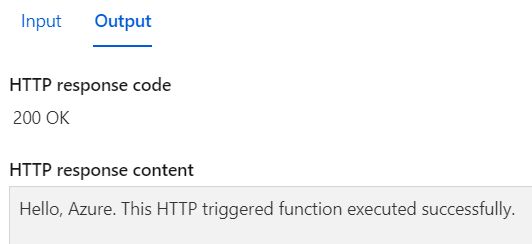 Input Output
HTTP response code
200 OK
HTTP response content
Hello, Azure. This HTTP triggered function executed successfully.